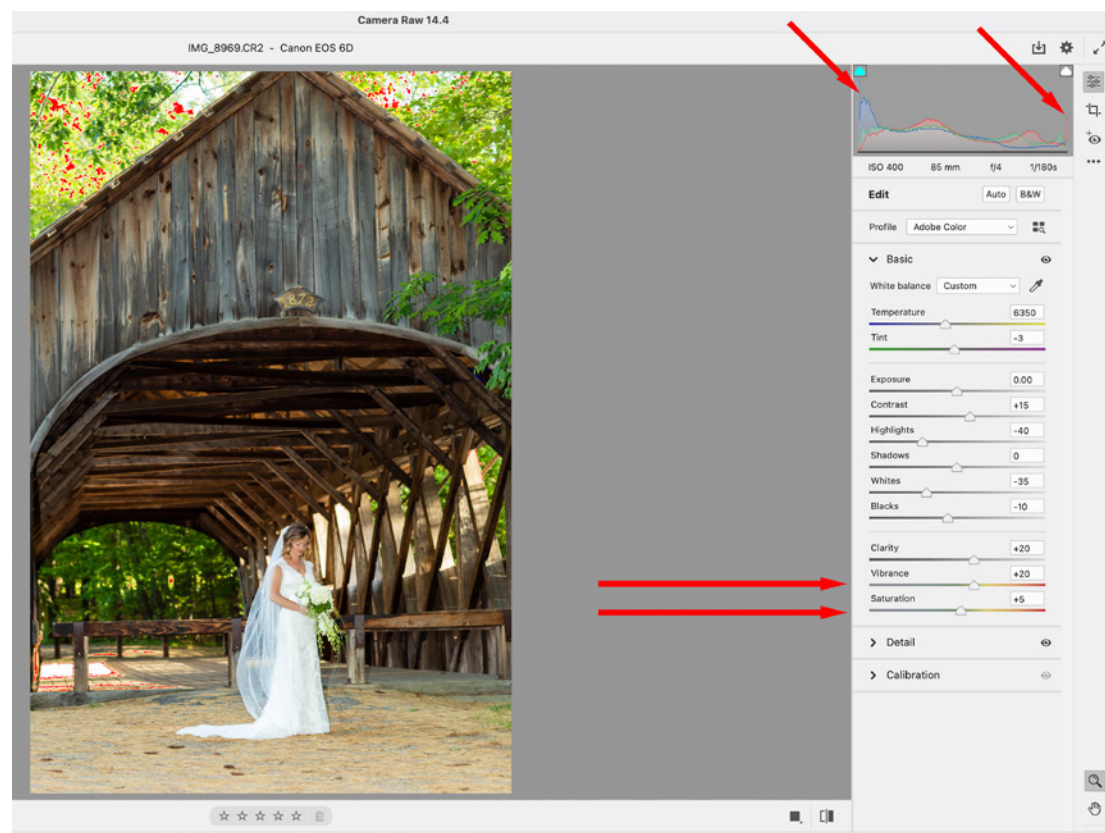 Camera Raw 14.4
IMG_8969.CR2 - Canon EOS 6D
ISO 400 85 mm f/4 1/180s
Edit Auto B&W
Profile Adobe Color
Basic
White balance Custom
Temperature 6350
Tint -3
Exposure 0.00
Contrast +15
Highlights -40
Shadows 0
Whites -35
Blacks -10
Clarity +20
Vibrance +20
Saturation +5
Detail
Calibration
1872